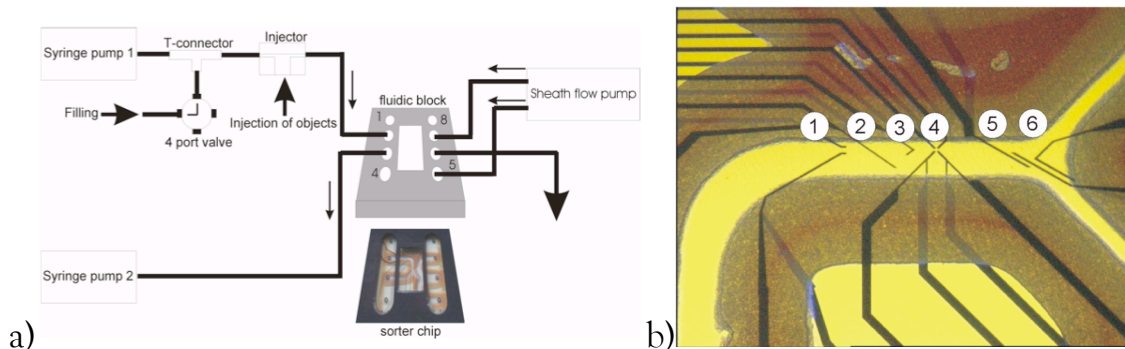 Syringe pump 1
T-connector
Injector
Filling
4 port valve
Injection of objects
fluidic block
Sheath flow pump
1
8
4
5
Syringe pump 2
sorter chip
a)
1
2
3
4
5
6
b)